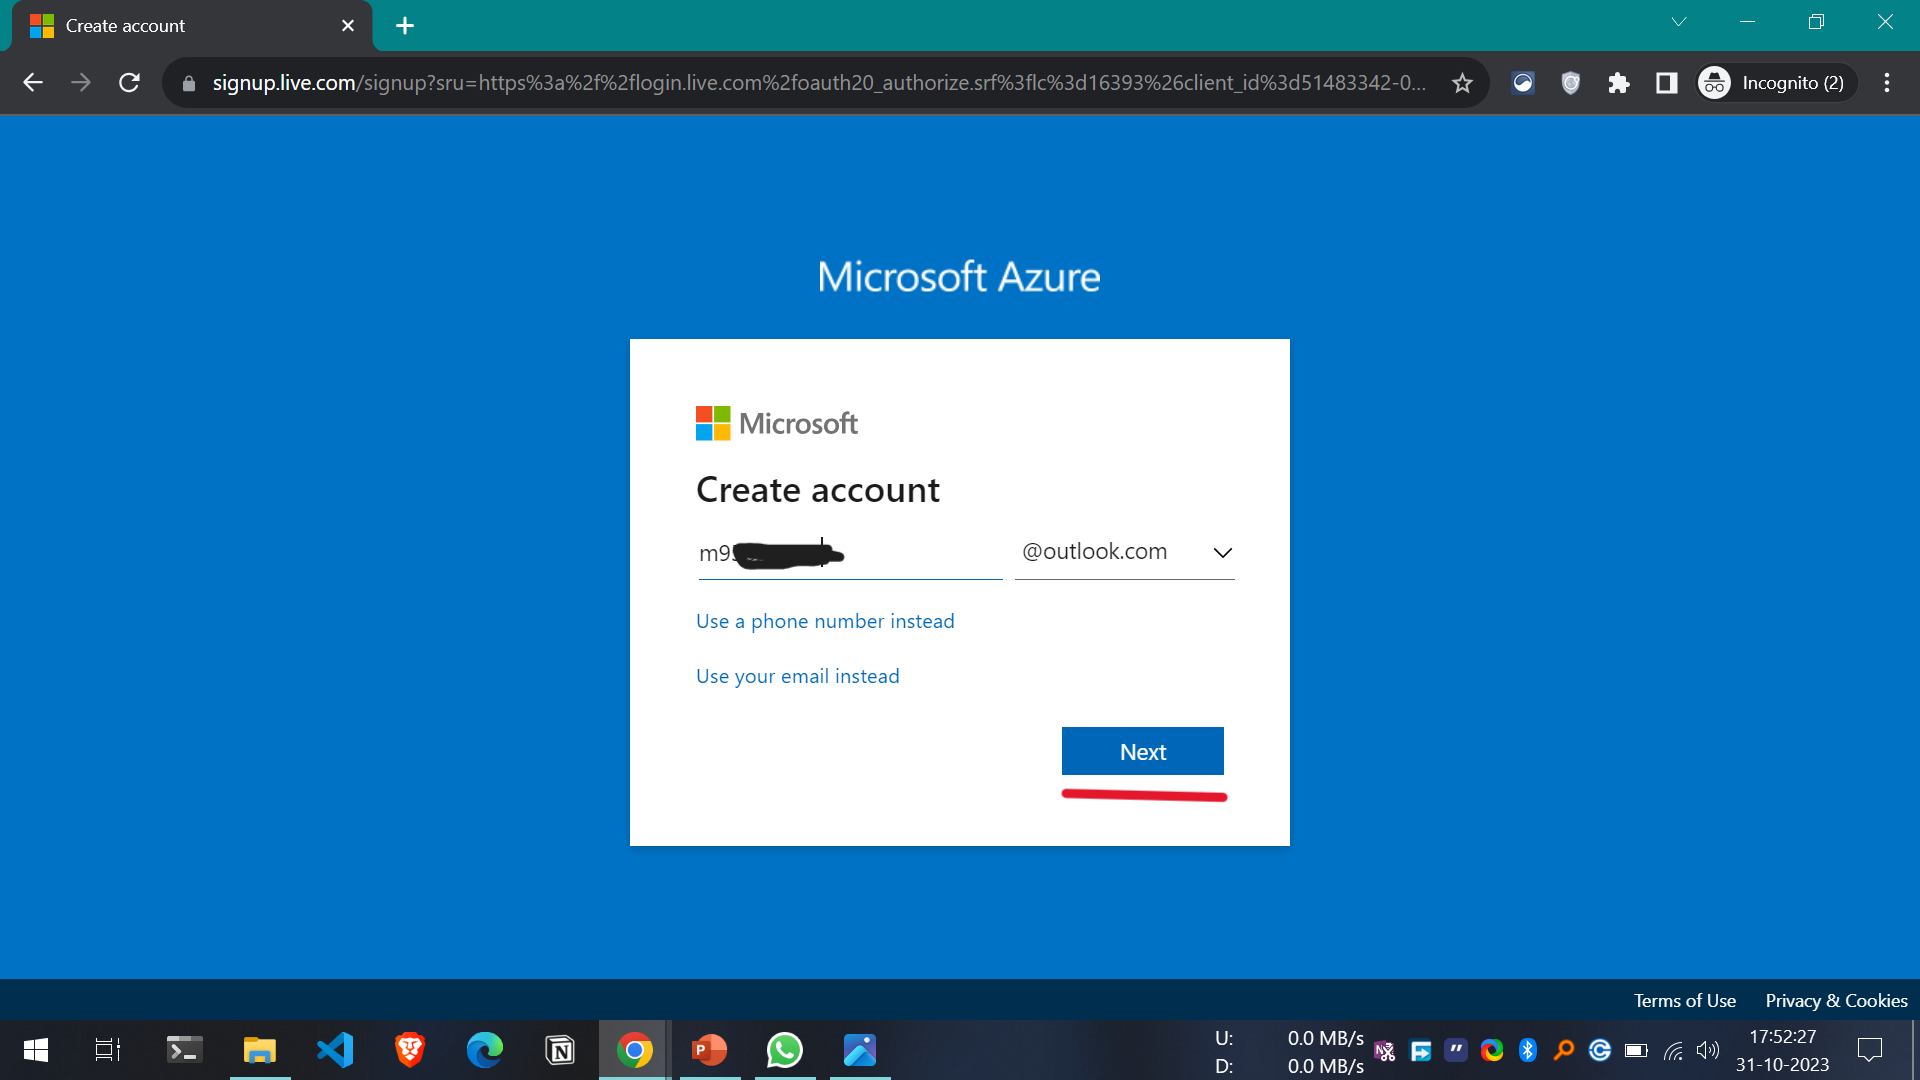 Create account
signup.live.com/signup?sru=https%3a%2f%2flogin.live.com%2foauth20_authorize.srf%3flc%3d16393%26client_id%3d51483342-0...
Incognito (2)
Microsoft Azure
Microsoft
Create account
@outlook.com
Use a phone number instead
Use your email instead
Next
Terms of Use Privacy & Cookies
U: 0.0 MB/s
D: 0.0 MB/s
17:52:27
31-10-2023